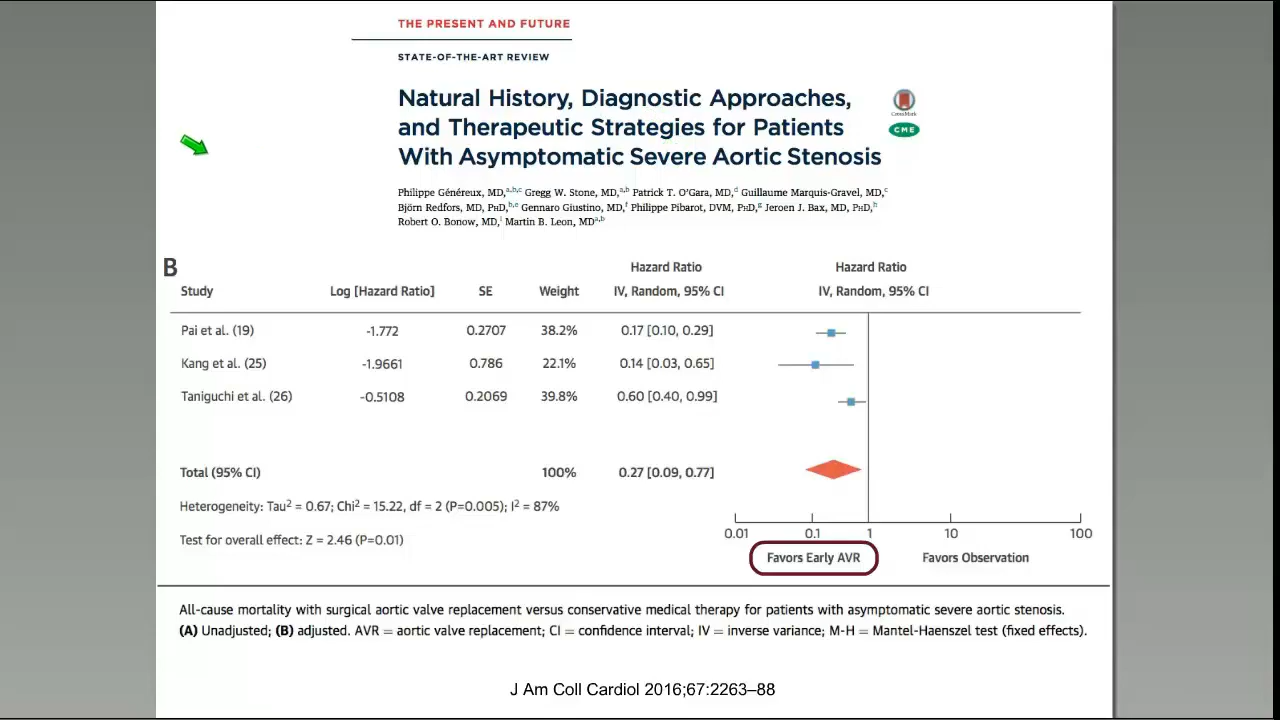 THE PRESENT AND FUTURE
STATE-OF-THE-ART REVIEW
Natural History, Diagnostic Approaches,
and Therapeutic Strategies for Patients
With Asymptomatic Severe Aortic Stenosis
CrossMark
CME
Philippe Généreux, MD,a,b,c Gregg W. Stone, MD,a,b Patrick T. O'Gara, MD,d Guillaume Marquis-Gravel, MD,c
Björn Redfors, MD, PhD,b,e Gennaro Giustino, MD,f Philippe Pibarot, DVM, PhD,g Jeroen J. Bax, MD, PhD,h
Robert O. Bonow, MD,i Martin B. Leon, MDa,b
B
Hazard Ratio Hazard Ratio
Study Log [Hazard Ratio] SE Weight IV, Random, 95% CI IV, Random, 95% CI
Pai et al. (19) -1.772 0.2707 38.2% 0.17 [0.10, 0.29]
Kang et al. (25) -1.9661 0.786 22.1% 0.14 [0.03, 0.65]
Taniguchi et al. (26) -0.5108 0.2069 39.8% 0.60 [0.40, 0.99]
Total (95% CI) 100% 0.27 [0.09, 0.77]
Heterogeneity: Tau² = 0.67; Chi² = 15.22, df = 2 (P=0.005); I² = 87%
Test for overall effect: Z = 2.46 (P=0.01)
0.01 0.1 1 10 100
Favors Early AVR Favors Observation
All-cause mortality with surgical aortic valve replacement versus conservative medical therapy for patients with asymptomatic severe aortic stenosis.
(A) Unadjusted; (B) adjusted. AVR = aortic valve replacement; CI = confidence interval; IV = inverse variance; M-H = Mantel-Haenszel test (fixed effects).
J Am Coll Cardiol 2016;67:2263–88